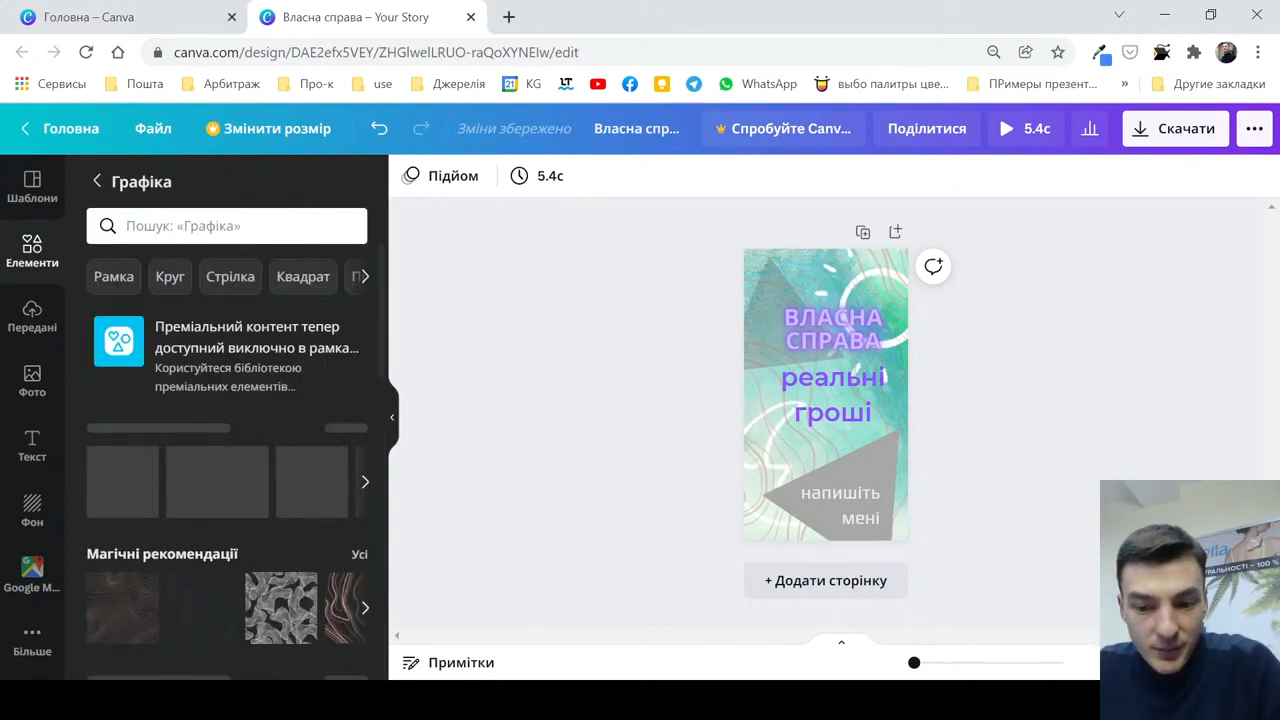 Головна – Canva
Власна справа – Your Story
canva.com/design/DAE2efx5VEY/ZHGlwelLRUO-raQoXYNEIw/edit
Сервисы
Пошта
Арбитраж
Про-к
use
Джерелія
21
KG
LT
WhatsApp
выбо палитры цве...
ПРимеры презент...
»
Другие закладки
Головна
Файл
Змінити розмір
Зміни збережено
Власна спр...
Спробуйте Canv...
Поділитися
5.4с
Скачати
Шаблони
Елементи
Передані
Фото
Текст
Фон
Google M...
Більше
Графіка
Пошук: «Графіка»
Рамка
Круг
Стрілка
Квадрат
Преміальний контент тепер
доступний виключно в рамка...
Користуйтеся бібліотекою
преміальних елементів...
Магічні рекомендації
Усі
Підйом
5.4с
ВЛАСНА
СПРАВА
реальні
гроші
напишіть
мені
+ Додати сторінку
Примітки